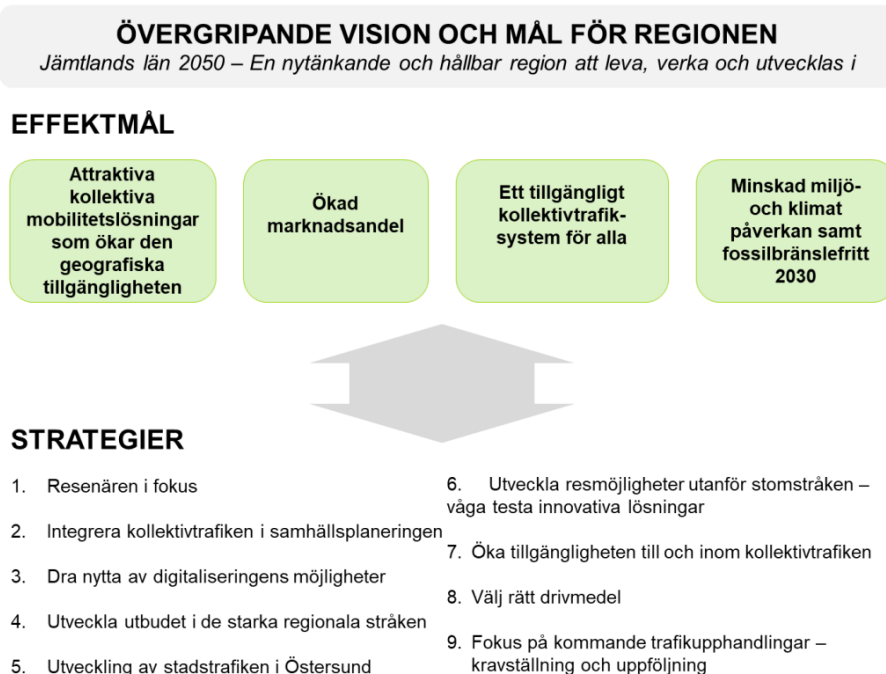 ÖVERGRIPANDE VISION OCH MÅL FÖR REGIONEN
Jämtlands län 2050 – En nytänkande och hållbar region att leva, verka och utvecklas i
EFFEKTMÅL
Attraktiva
kollektiva
mobilitetslösningar
som ökar den
geografiska
tillgängligheten
Ökad
marknadsandel
Ett tillgängligt
kollektivtrafik-
system för alla
Minskad miljö-
och klimat
påverkan samt
fossilbränslefritt
2030
STRATEGIER
1. Resenären i fokus
2. Integrera kollektivtrafiken i samhällsplaneringen
3. Dra nytta av digitaliseringens möjligheter
4. Utveckla utbudet i de starka regionala stråken
5. Utveckling av stadstrafiken i Östersund
6. Utveckla resmöjligheter utanför stomstråken –
våga testa innovativa lösningar
7. Öka tillgängligheten till och inom kollektivtrafiken
8. Välj rätt drivmedel
9. Fokus på kommande trafikupphandlingar –
kravställning och uppföljning